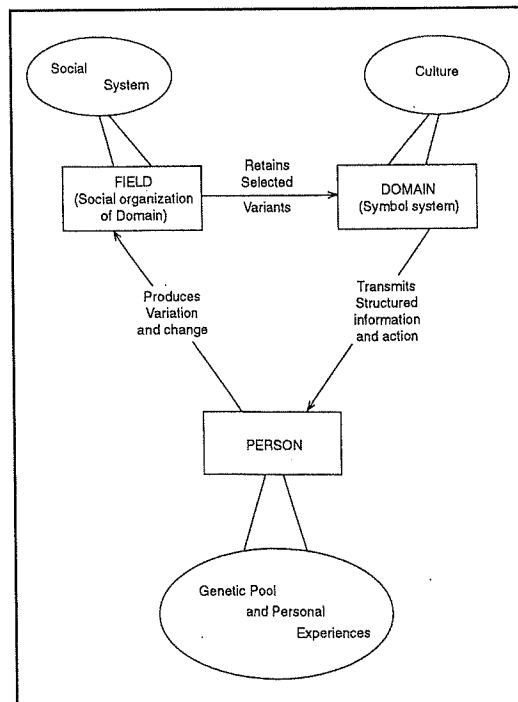 Social
System
Culture
FIELD
(Social organization
of Domain)
Retains
Selected
Variants
DOMAIN
(Symbol system)
Produces
Variation
and change
Transmits
Structured
information
and action
PERSON
Genetic Pool
and Personal
Experiences